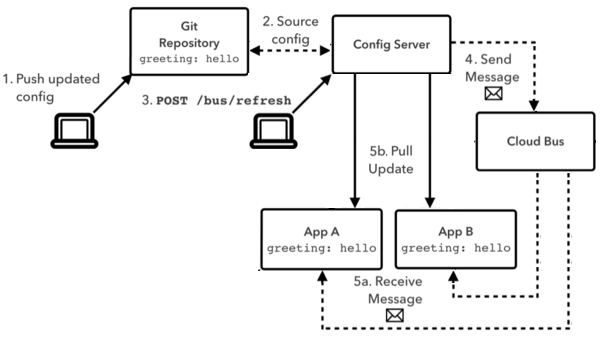 Git
Repository
greeting: hello
2. Source
config
Config Server
1. Push updated
config
3. POST /bus/refresh
4. Send
Message
Cloud Bus
5b. Pull
Update
App A
greeting: hello
App B
greeting: hello
5a. Receive
Message